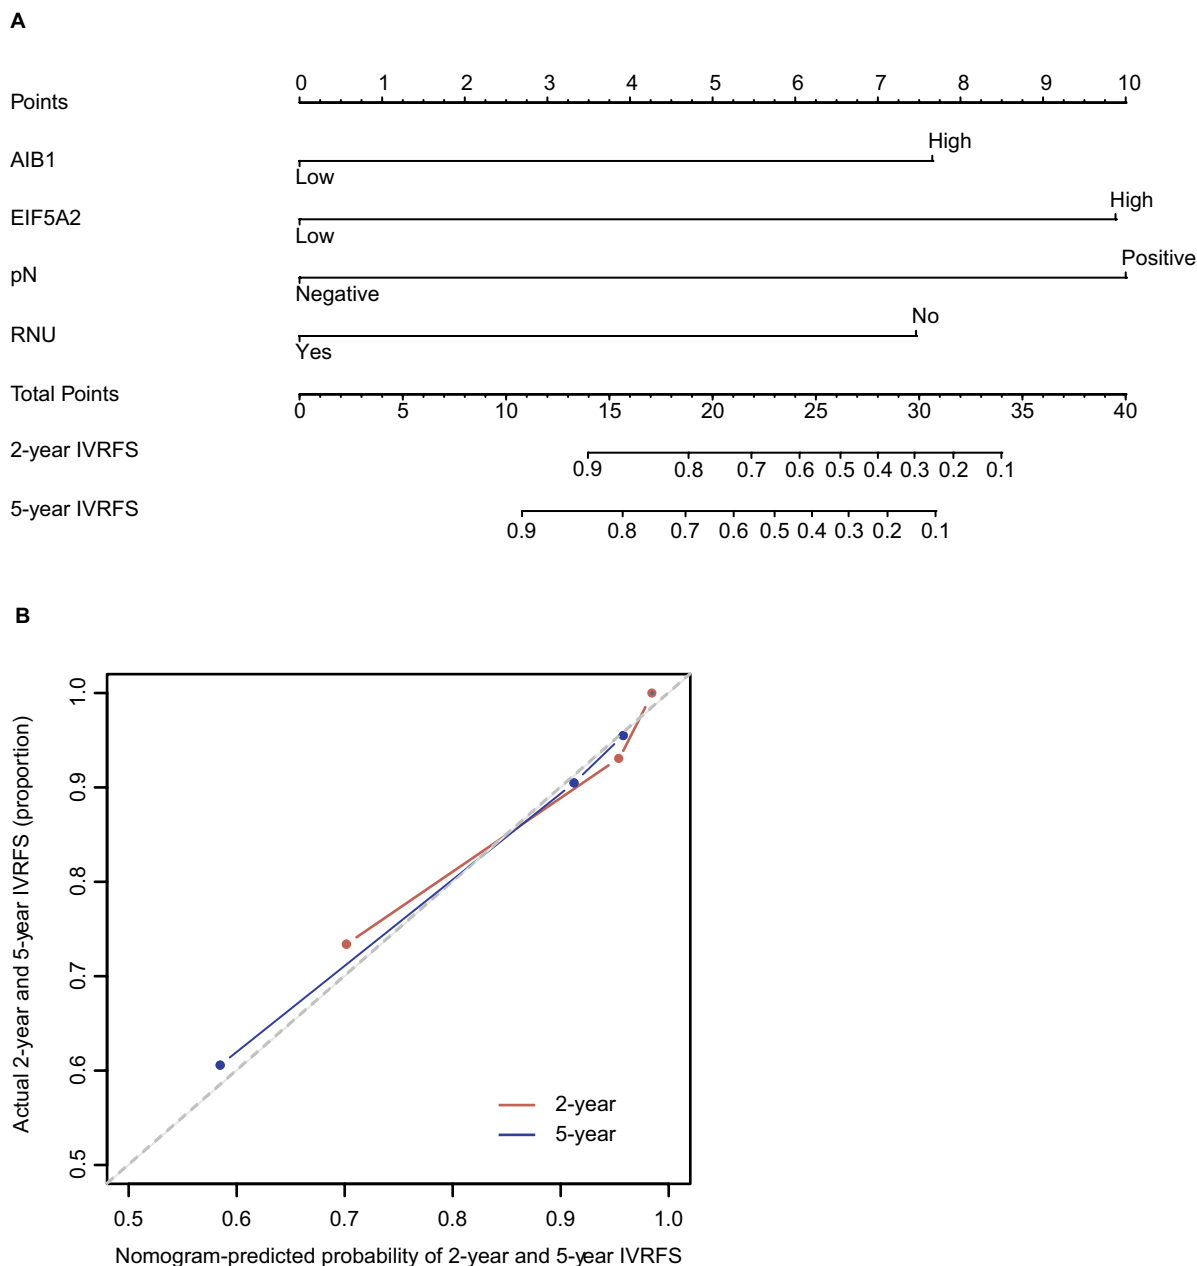 A
Points
0 1 2 3 4 5 6 7 8 9 10
AIB1
High
Low
EIF5A2
High
Low
pN
Positive
Negative
RNU
No
Yes
Total Points
0 5 10 15 20 25 30 35 40
2-year IVRFS
0.9 0.8 0.7 0.6 0.5 0.4 0.3 0.2 0.1
5-year IVRFS
0.9 0.8 0.7 0.6 0.5 0.4 0.3 0.2 0.1
B
Actual 2-year and 5-year IVRFS (proportion)
1.0
0.9
0.8
0.7
0.6
0.5
2-year
5-year
0.5 0.6 0.7 0.8 0.9 1.0
Nomogram-predicted probability of 2-year and 5-year IVRFS